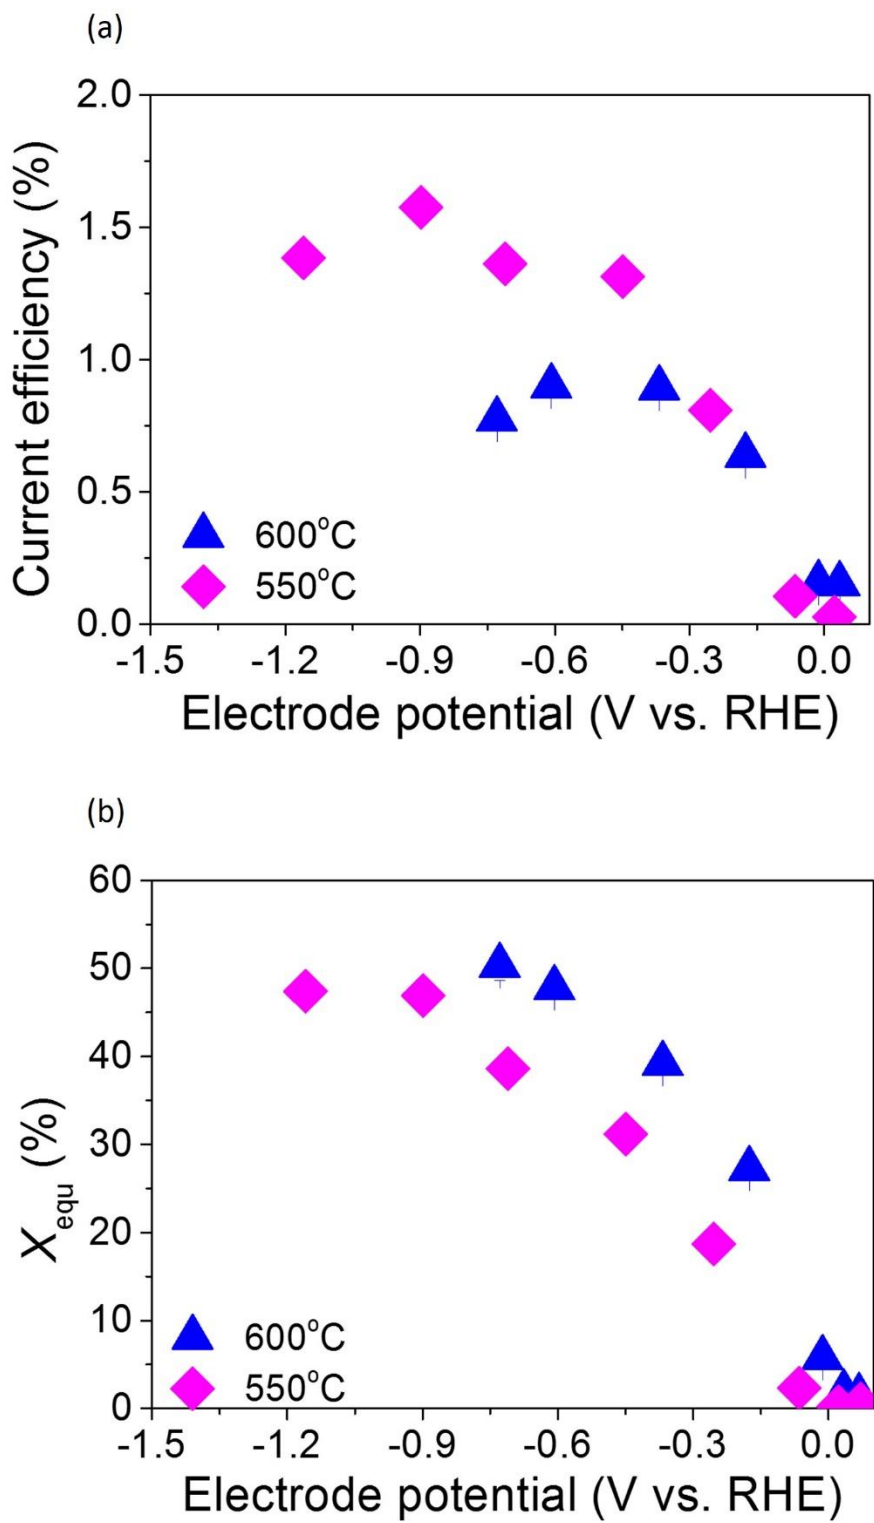 (a)
2.0
1.5
1.0
0.5
0.0
Current efficiency (%)
600°C
550°C
-1.5 -1.2 -0.9 -0.6 -0.3 0.0
Electrode potential (V vs. RHE)
(b)
60
50
40
30
20
10
0
Xequ (%)
600°C
550°C
-1.5 -1.2 -0.9 -0.6 -0.3 0.0
Electrode potential (V vs. RHE)